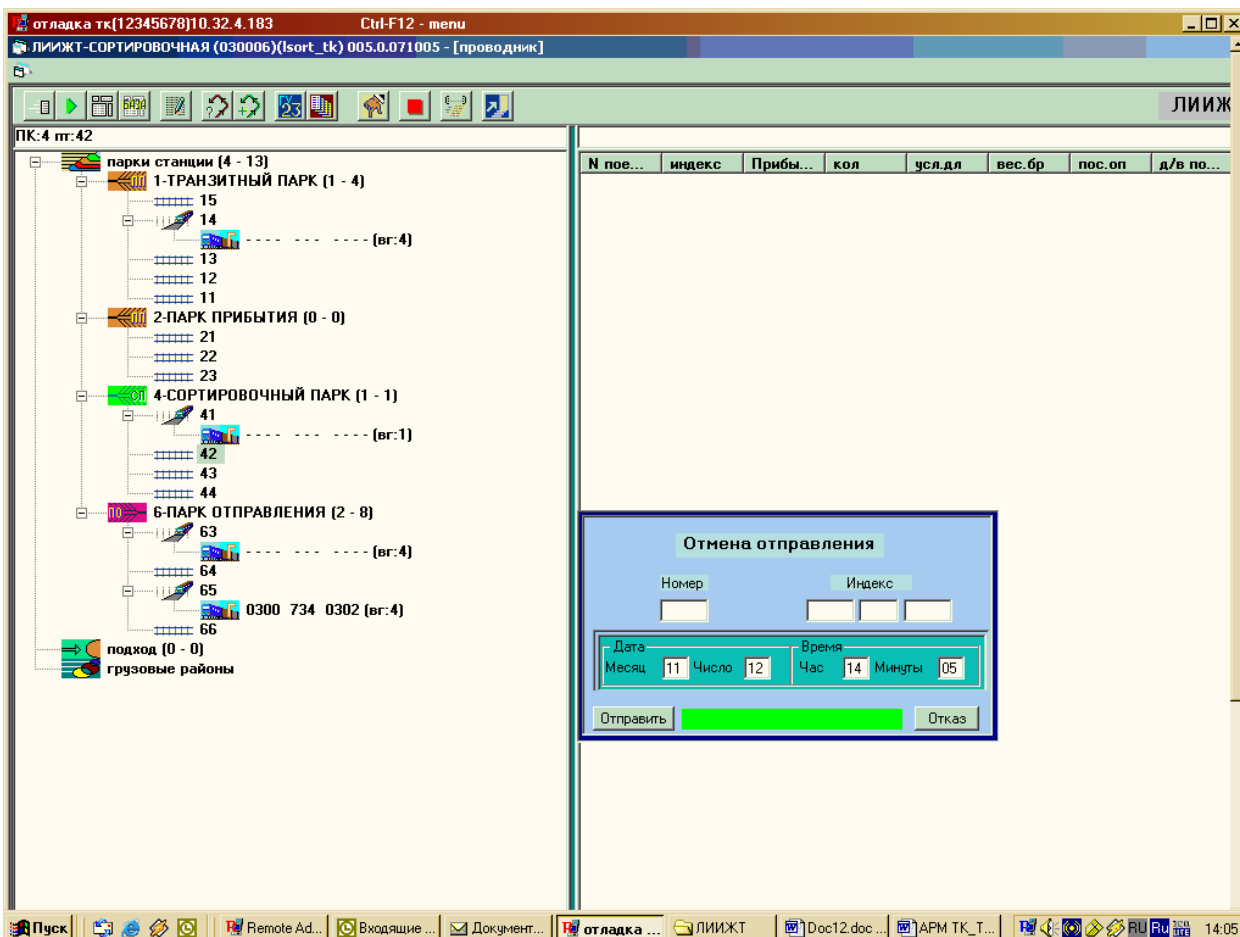 отладка тк(12345678)10.32.4.183 Ctrl-F12 - menu
ЛИИЖТ-СОРТИРОВОЧНАЯ (030006)(lsort_tk) 005.0.071005 - [проводник]
БАЗА 23 ЛИИЖ
ПК:4 пт:42
парки станции (4 - 13)
N пое... индекс Прибы... кол усл.дл вес.бр пос.оп д/в по...
1-ТРАНЗИТНЫЙ ПАРК (1 - 4)
15
14
- - - - - - - - - - - (вг:4)
13
12
11
2-ПАРК ПРИБЫТИЯ (0 - 0)
21
22
23
СП 4-СОРТИРОВОЧНЫЙ ПАРК (1 - 1)
41
- - - - - - - - - - - (вг:1)
42
43
44
ПО 6-ПАРК ОТПРАВЛЕНИЯ (2 - 8)
63
- - - - - - - - - - - (вг:4)
64
65
0300 734 0302 (вг:4)
66
подход (0 - 0)
грузовые районы
Отмена отправления
Номер Индекс
Дата Время
Месяц 11 Число 12 Час 14 Минуты 05
Отправить Отказ
Пуск Remote Ad... Входящие ... Документ... отладка ... ЛИИЖТ Doc12.doc ... АРМ ТК_Т... RU Ru 14:05